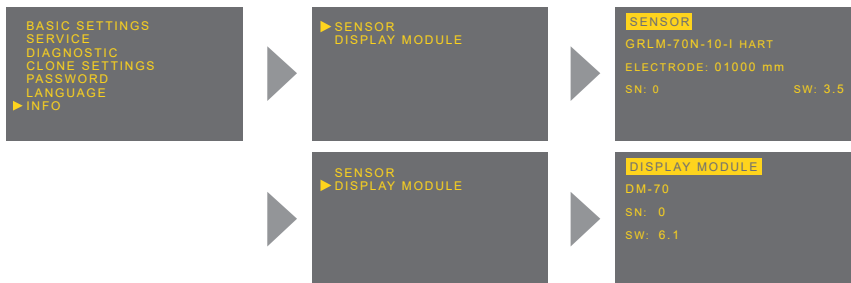 BASIC SETTINGS
SERVICE
DIAGNOSTIC
CLONE SETTINGS
PASSWORD
LANGUAGE
INFO
SENSOR
DISPLAY MODULE
SENSOR
GRLM-70N-10-I HART
ELECTRODE: 01000 mm
SN: 0 SW: 3.5
SENSOR
DISPLAY MODULE
DISPLAY MODULE
DM-70
SN: 0
SW: 6.1